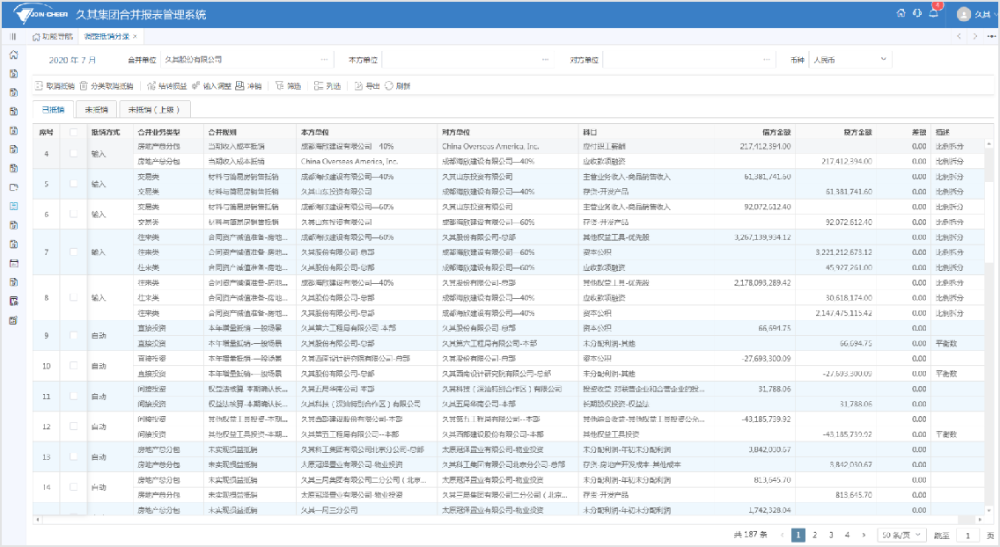 JOIN-CHEER 久其集团合并报表管理系统 4 久其
功能导航 调整抵销分录 ×
2020 年 7 月 合并单位 久其股份有限公司 ··· 本方单位 ··· 对方单位 ··· 币种 人民币
取消抵销 分类取消抵销 结转损益 输入调整 冲销 筛选 列选 导出 刷新
已抵销 未抵销 未抵销（上级）
序号 抵销方式 合并业务类型 合并规则 本方单位 对方单位 科目 借方金额 贷方金额 差额 描述
4 输入 房地产总分包 当期收入成本抵销 成都海欣建设有限公司—40% China Overseas America, Inc. 应付职工薪酬 217,412,394.00 0.00 比例拆分
房地产总分包 当期收入成本抵销 China Overseas America, Inc. 成都海欣建设有限公司—40% 应收款项融资 217,412,394.00 0.00 比例拆分
5 输入 交易类 材料与简易房销售抵销 成都海欣建设有限公司—40% 久其山东投资有限公司 主营业务收入-商品销售收入 61,381,741.60 0.00 比例拆分
交易类 材料与简易房销售抵销 久其山东投资有限公司 成都海欣建设有限公司—40% 存货-开发产品 61,381,741.60 0.00 比例拆分
6 输入 交易类 材料与简易房销售抵销 成都海欣建设有限公司—60% 久其山东投资有限公司 主营业务收入-商品销售收入 92,072,612.40 0.00 比例拆分
交易类 材料与简易房销售抵销 久其山东投资有限公司 成都海欣建设有限公司—60% 存货-开发产品 92,072,612.40 0.00 比例拆分
7 输入 往来类 合同资产减值准备-房地... 成都海欣建设有限公司—60% 久其股份有限公司-总部 其他权益工具-优先股 3,267,139,934.12 0.00 比例拆分
往来类 合同资产减值准备-房地... 久其股份有限公司-总部 成都海欣建设有限公司—60% 资本公积 3,221,212,673.12 0.00 比例拆分
往来类 合同资产减值准备-房地... 久其股份有限公司-总部 成都海欣建设有限公司—60% 应收款项融资 45,927,261.00 0.00 比例拆分
8 输入 往来类 合同资产减值准备-房地... 成都海欣建设有限公司—40% 久其股份有限公司-总部 其他权益工具-优先股 2,178,093,289.42 0.00 比例拆分
往来类 合同资产减值准备-房地... 久其股份有限公司-总部 成都海欣建设有限公司—40% 应收款项融资 30,618,174.00 0.00 比例拆分
往来类 合同资产减值准备-房地... 久其股份有限公司-总部 成都海欣建设有限公司—40% 资本公积 2,147,475,115.42 0.00 比例拆分
9 自动 直接投资 本年增量抵销-一般场景 久其第六工程局有限公司-本部 久其股份有限公司-总部 资本公积 66,694.75 0.00
直接投资 本年增量抵销-一般场景 久其股份有限公司-总部 久其第六工程局有限公司-本部 未分配利润-其他 66,694.75 0.00 平衡数
10 自动 直接投资 本年增量抵销-一般场景 久其西南设计研究院有限公司-总部 久其股份有限公司-总部 资本公积 -27,693,300.09 0.00
直接投资 本年增量抵销-一般场景 久其股份有限公司-总部 久其西南设计研究院有限公司-总部 未分配利润-其他 -27,693,300.09 0.00 平衡数
11 自动 间接投资 权益法核算-本期确认长... 久其五局华南公司-本部 久其科技（深汕特别合作区）有限公司 投资收益-对联营企业和合营企业的投... 31,788.06 0.00
间接投资 权益法核算-本期确认长... 久其科技（深汕特别合作区）有限公司 久其五局华南公司-本部 长期股权投资-权益法 31,788.06 0.00
12 自动 间接投资 其他权益工具投资-本期... 久其西部建设股份有限公司-本部 久其第五工程局有限公司--本部 其他综合收益-其他权益工具投资公允... -43,185,739.92 0.00
间接投资 其他权益工具投资-本期... 久其第五工程局有限公司--本部 久其西部建设股份有限公司-本部 其他权益工具投资 -43,185,739.92 0.00 平衡数
13 自动 房地产总分包 未实现损益抵销 久其科工集团有限公司北京分公司-总部 太原冠泽置业有限公司-物业投资 未分配利润-年初未分配利润 3,842,030.67 0.00
房地产总分包 未实现损益抵销 太原冠泽置业有限公司-物业投资 久其科工集团有限公司北京分公司-总部 存货-房地产开发成本-其他成本 3,842,030.67 0.00
14 自动 房地产总分包 未实现损益抵销 久其三局集团有限公司二分公司（北京... 太原冠泽置业有限公司-物业投资 未分配利润-年初未分配利润 813,645.70 0.00
房地产总分包 未实现损益抵销 太原冠泽置业有限公司-物业投资 久其三局集团有限公司二分公司（北京... 存货-开发产品 813,645.70 0.00
房地产总分包 未实现损益抵销 久其一局三分公司 太原冠泽置业有限公司-物业投资 未分配利润-年初未分配利润 1,742,328.04 0.00
共 187 条 ‹ 1 2 3 4 › 50 条/页 跳至 1 页